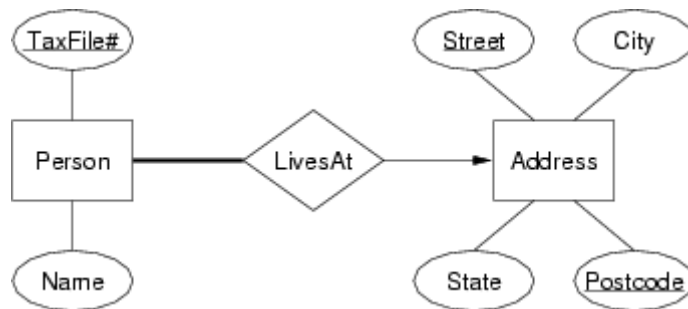 TaxFile#
Street
City
Person
LivesAt
Address
Name
State
Postcode